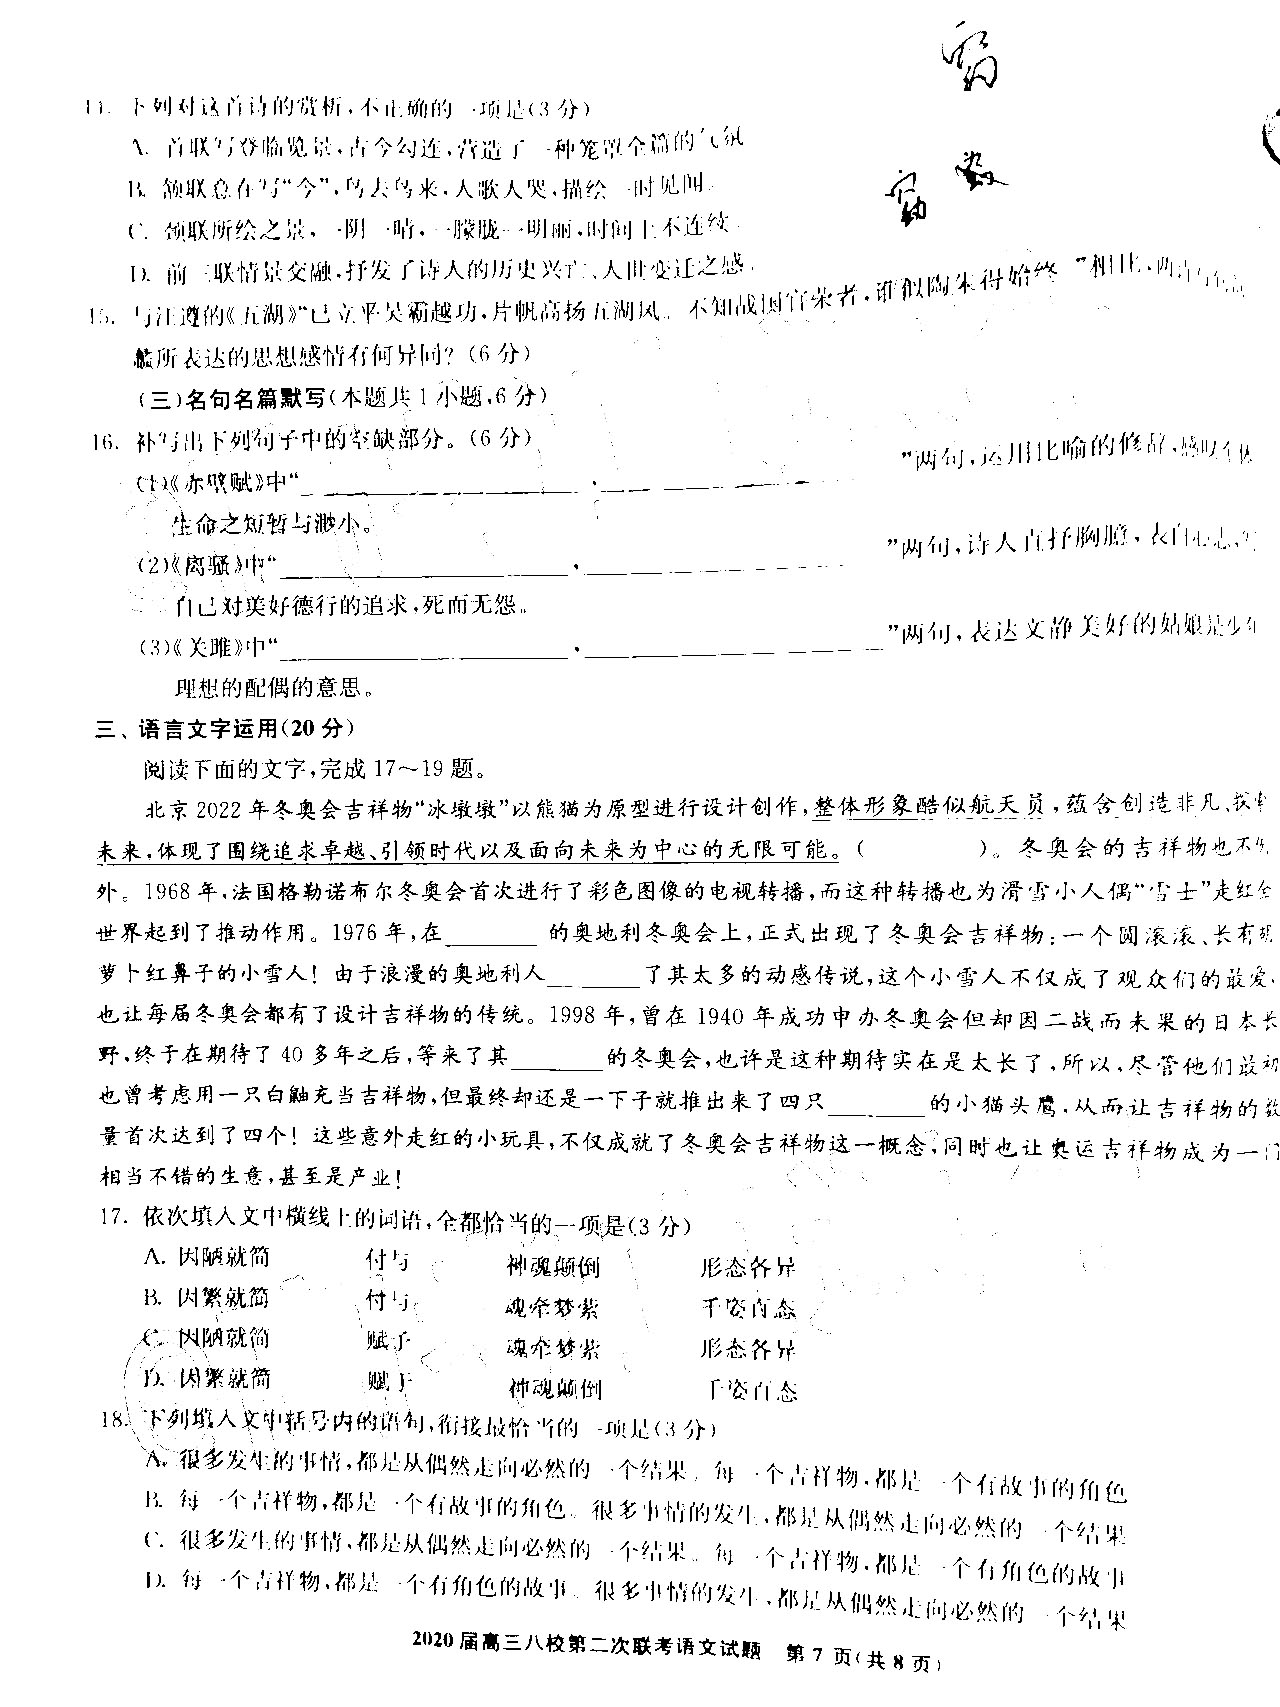 下列对这首诗的赏析,不正确的一项是(3分)
A. 首联写登临览景,古今勾连,营造了一种笼罩全篇的气氛
B. 颔联意在写“今”,鸟去鸟来,人歌人哭,描绘一时见闻。
C. 颈联所绘之景,一阴一晴,一朦胧一明丽,时间上不连续。
D. 前三联情景交融,抒发了诗人的历史兴亡、人世变迁之感。
15. 与汪遵的《五湖》“已立平吴霸越功,片帆高扬五湖风。不知战国官荣者,谁似陶朱得始终。”相比,两诗
所表达的思想感情有何异同?(6分)
(三)名句名篇默写(本题共1小题,6分)
16. 补写出下列句子中的空缺部分。(6分)
(1)《赤壁赋》中“____________,____________”两句,运用比喻的修辞,感叹个体
生命之短暂与渺小。
(2)《离骚》中“____________,____________”两句,诗人直抒胸臆,表白心志,写
自己对美好德行的追求,死而无怨。
(3)《关雎》中“____________,____________”两句,表达文静美好的姑娘是少年
理想的配偶的意思。
三、语言文字运用(20分)
阅读下面的文字,完成17~19题。
北京2022年冬奥会吉祥物“冰墩墩”以熊猫为原型进行设计创作,整体形象酷似航天员,蕴含创造非凡、探索
未来,体现了围绕追求卓越、引领时代以及面向未来为中心的无限可能。(　　　　)。冬奥会的吉祥物也不例
外。1968年,法国格勒诺布尔冬奥会首次进行了彩色图像的电视转播,而这种转播也为滑雪小人偶“雪士”走红全
世界起到了推动作用。1976年,在______的奥地利冬奥会上,正式出现了冬奥会吉祥物:一个圆滚滚、长有胡
萝卜红鼻子的小雪人!由于浪漫的奥地利人______了其太多的动感传说,这个小雪人不仅成了观众们的最爱,
也让每届冬奥会都有了设计吉祥物的传统。1998年,曾在1940年成功申办冬奥会但却因二战而未果的日本长
野,终于在期待了40多年之后,等来了其______的冬奥会,也许是这种期待实在是太长了,所以,尽管他们最初
也曾考虑用一只白鼬充当吉祥物,但最终却还是一下子就推出来了四只______的小猫头鹰,从而让吉祥物的数
量首次达到了四个!这些意外走红的小玩具,不仅成就了冬奥会吉祥物这一概念,同时也让奥运吉祥物成为一门
相当不错的生意,甚至是产业!
17. 依次填入文中横线上的词语,全都恰当的一项是(3分)
A. 因陋就简 付与 神魂颠倒 形态各异
B. 因繁就简 付与 魂牵梦萦 千姿百态
C. 因陋就简 赋予 魂牵梦萦 形态各异
D. 因繁就简 赋予 神魂颠倒 千姿百态
18. 下列填入文中括号内的语句,衔接最恰当的一项是(3分)
A. 很多发生的事情,都是从偶然走向必然的一个结果。每一个吉祥物,都是一个有故事的角色
B. 每一个吉祥物,都是一个有故事的角色。很多事情的发生,都是从偶然走向必然的一个结果
C. 很多发生的事情,都是从偶然走向必然的一个结果。每一个吉祥物,都是一个有角色的故事
D. 每一个吉祥物,都是一个有角色的故事。很多事情的发生,都是从偶然走向必然的一个结果
2020届高三八校第二次联考语文试题 第7页(共8页)